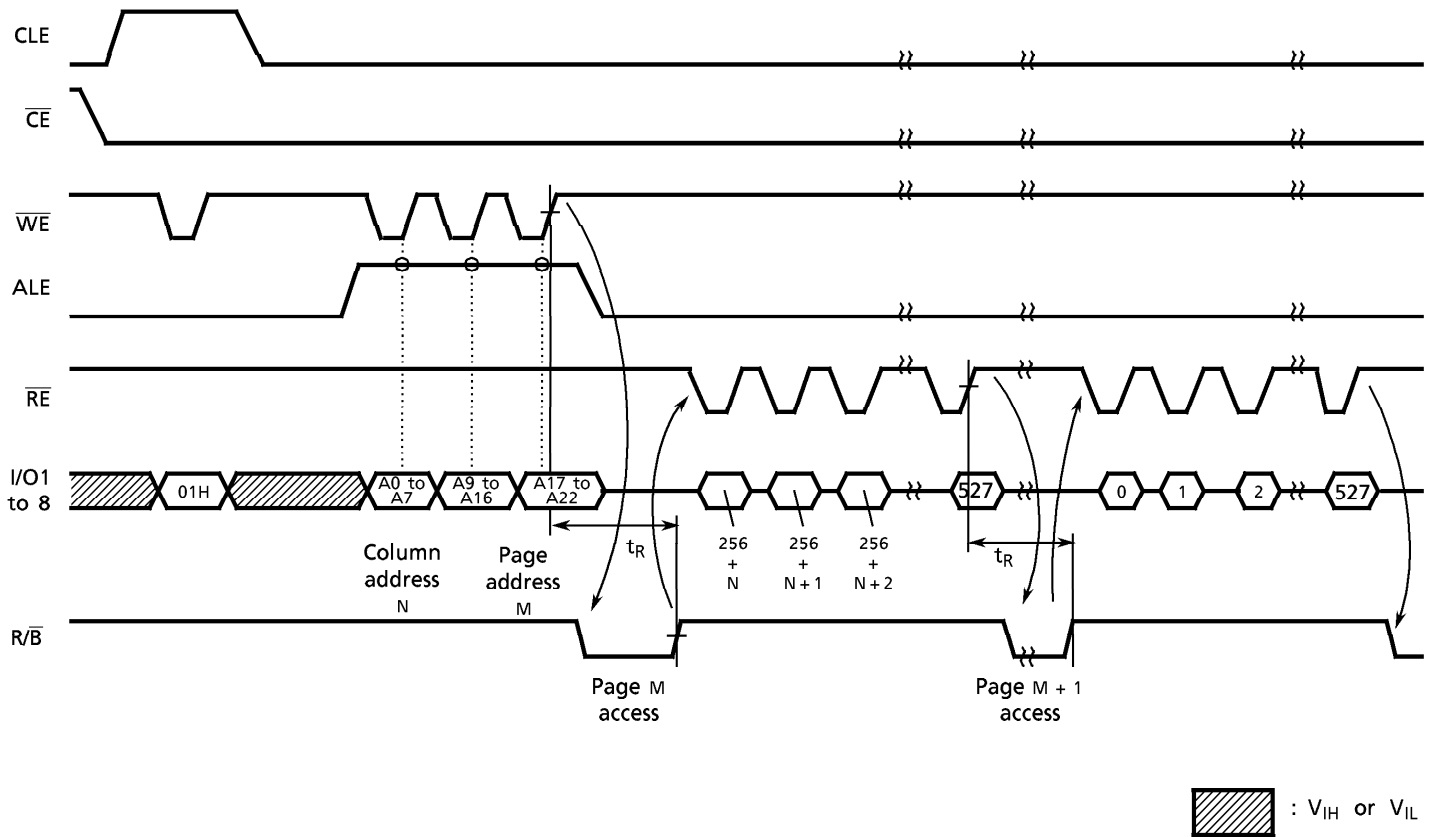 CLE
CE
WE
ALE
RE
I/O1
to 8
01H
A0 to
A7
A9 to
A16
A17 to
A22
527
0
1
2
527
Column
address
N
Page
address
M
tR
256
+
N
256
+
N + 1
256
+
N + 2
tR
R/B
Page M
access
Page M + 1
access
: VIH or VIL